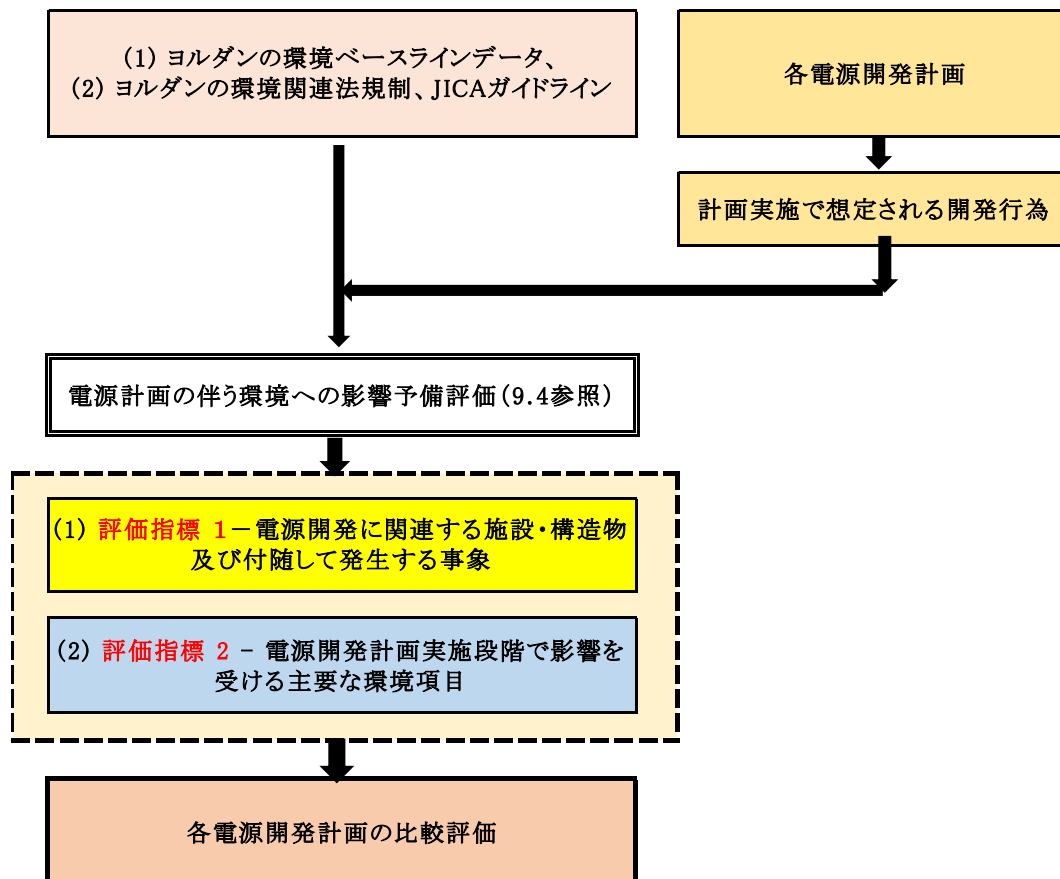 (1) ヨルダンの環境ベースラインデータ、
(2) ヨルダンの環境関連法規制、JICAガイドライン
各電源開発計画
計画実施で想定される開発行為
電源計画の伴う環境への影響予備評価(9.4参照)
(1) 評価指標 1－電源開発に関連する施設・構造物
及び付随して発生する事象
(2) 評価指標 2 – 電源開発計画実施段階で影響を
受ける主要な環境項目
各電源開発計画の比較評価